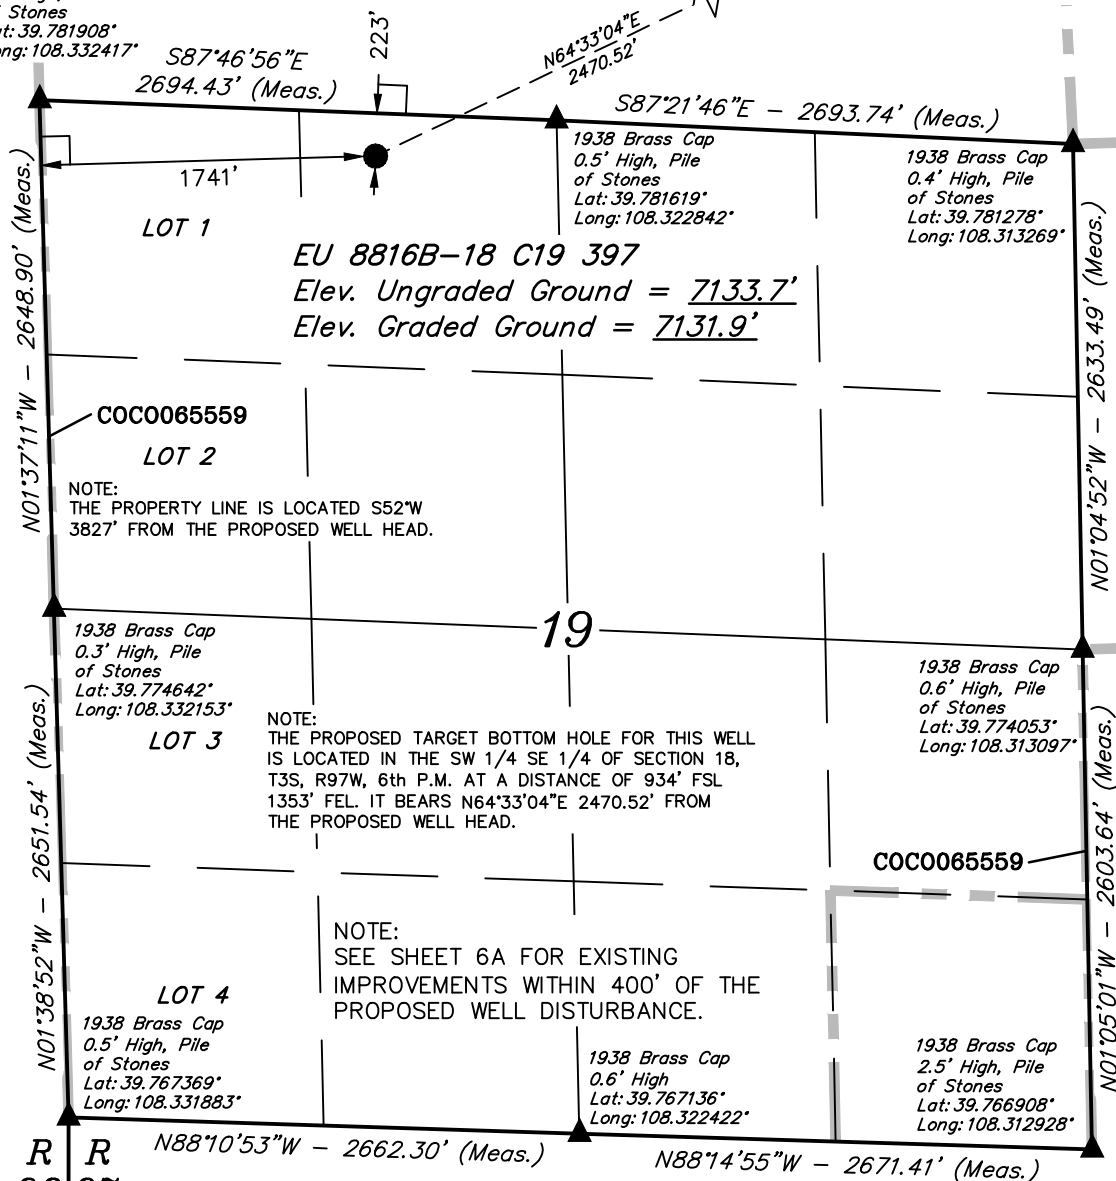 Stones
Lat: 39.781908°
Long: 108.332417°
S87°46'56"E
2694.43' (Meas.)
223'
N64°33'04"E
2470.52'
S87°21'46"E – 2693.74' (Meas.)
1741'
1938 Brass Cap
0.5' High, Pile
of Stones
Lat: 39.781619°
Long: 108.322842°
1938 Brass Cap
0.4' High, Pile
of Stones
Lat: 39.781278°
Long: 108.313269°
LOT 1
EU 8816B–18 C19 397
Elev. Ungraded Ground = 7133.7'
Elev. Graded Ground = 7131.9'
N01°37'11"W – 2648.90' (Meas.)
N01°04'52"W – 2633.49' (Meas.)
COCO065559
LOT 2
NOTE:
THE PROPERTY LINE IS LOCATED S52°W
3827' FROM THE PROPOSED WELL HEAD.
19
1938 Brass Cap
0.3' High, Pile
of Stones
Lat: 39.774642°
Long: 108.332153°
LOT 3
1938 Brass Cap
0.6' High, Pile
of Stones
Lat: 39.774053°
Long: 108.313097°
NOTE:
THE PROPOSED TARGET BOTTOM HOLE FOR THIS WELL
IS LOCATED IN THE SW 1/4 SE 1/4 OF SECTION 18,
T3S, R97W, 6th P.M. AT A DISTANCE OF 934' FSL
1353' FEL. IT BEARS N64°33'04"E 2470.52' FROM
THE PROPOSED WELL HEAD.
N01°38'52"W – 2651.54' (Meas.)
N01°05'01"W – 2603.64' (Meas.)
COCO065559
NOTE:
SEE SHEET 6A FOR EXISTING
IMPROVEMENTS WITHIN 400' OF THE
PROPOSED WELL DISTURBANCE.
LOT 4
1938 Brass Cap
0.5' High, Pile
of Stones
Lat: 39.767369°
Long: 108.331883°
1938 Brass Cap
0.6' High
Lat: 39.767136°
Long: 108.322422°
1938 Brass Cap
2.5' High, Pile
of Stones
Lat: 39.766908°
Long: 108.312928°
R R
N88°10'53"W – 2662.30' (Meas.)
N88°14'55"W – 2671.41' (Meas.)